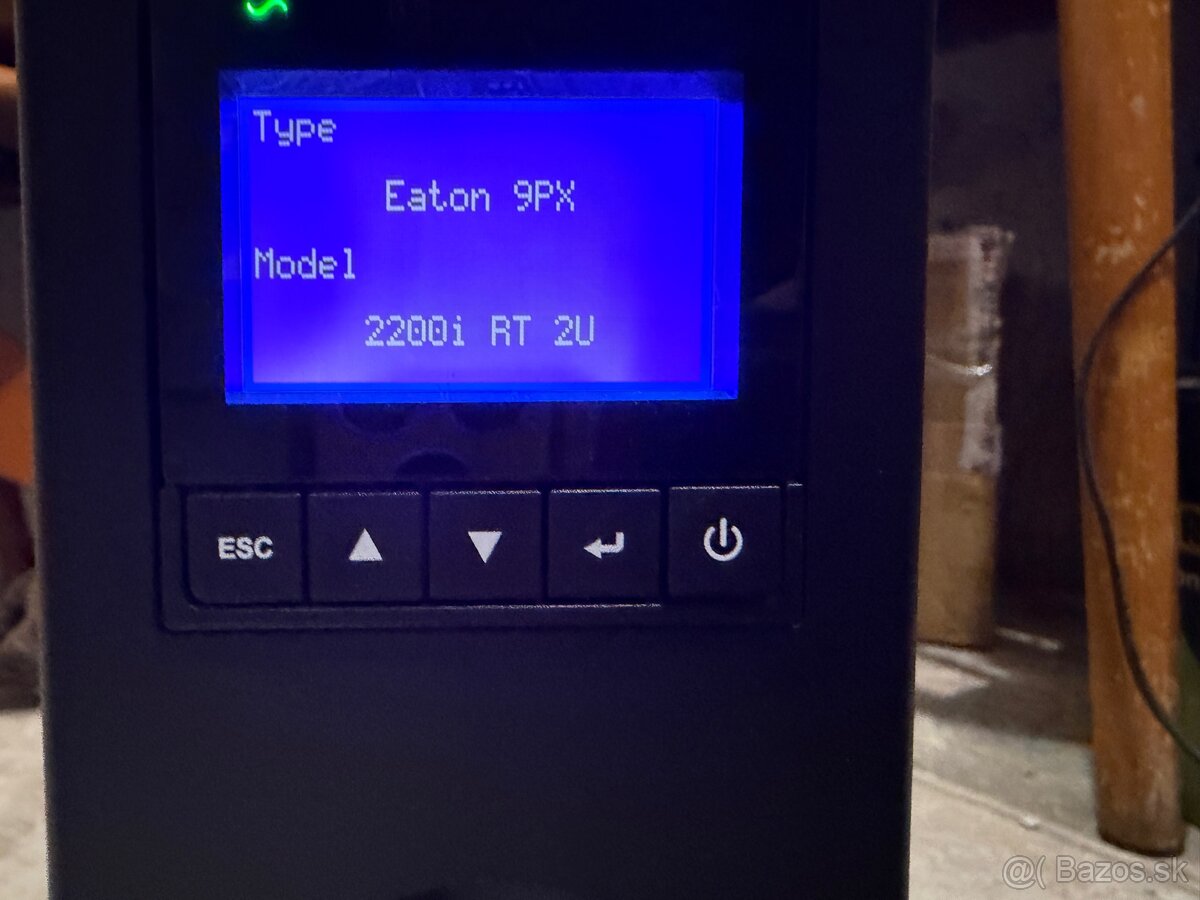 Type
Eaton 9PX
Model
2200i RT 2U
ESC
@( Bazos.sk